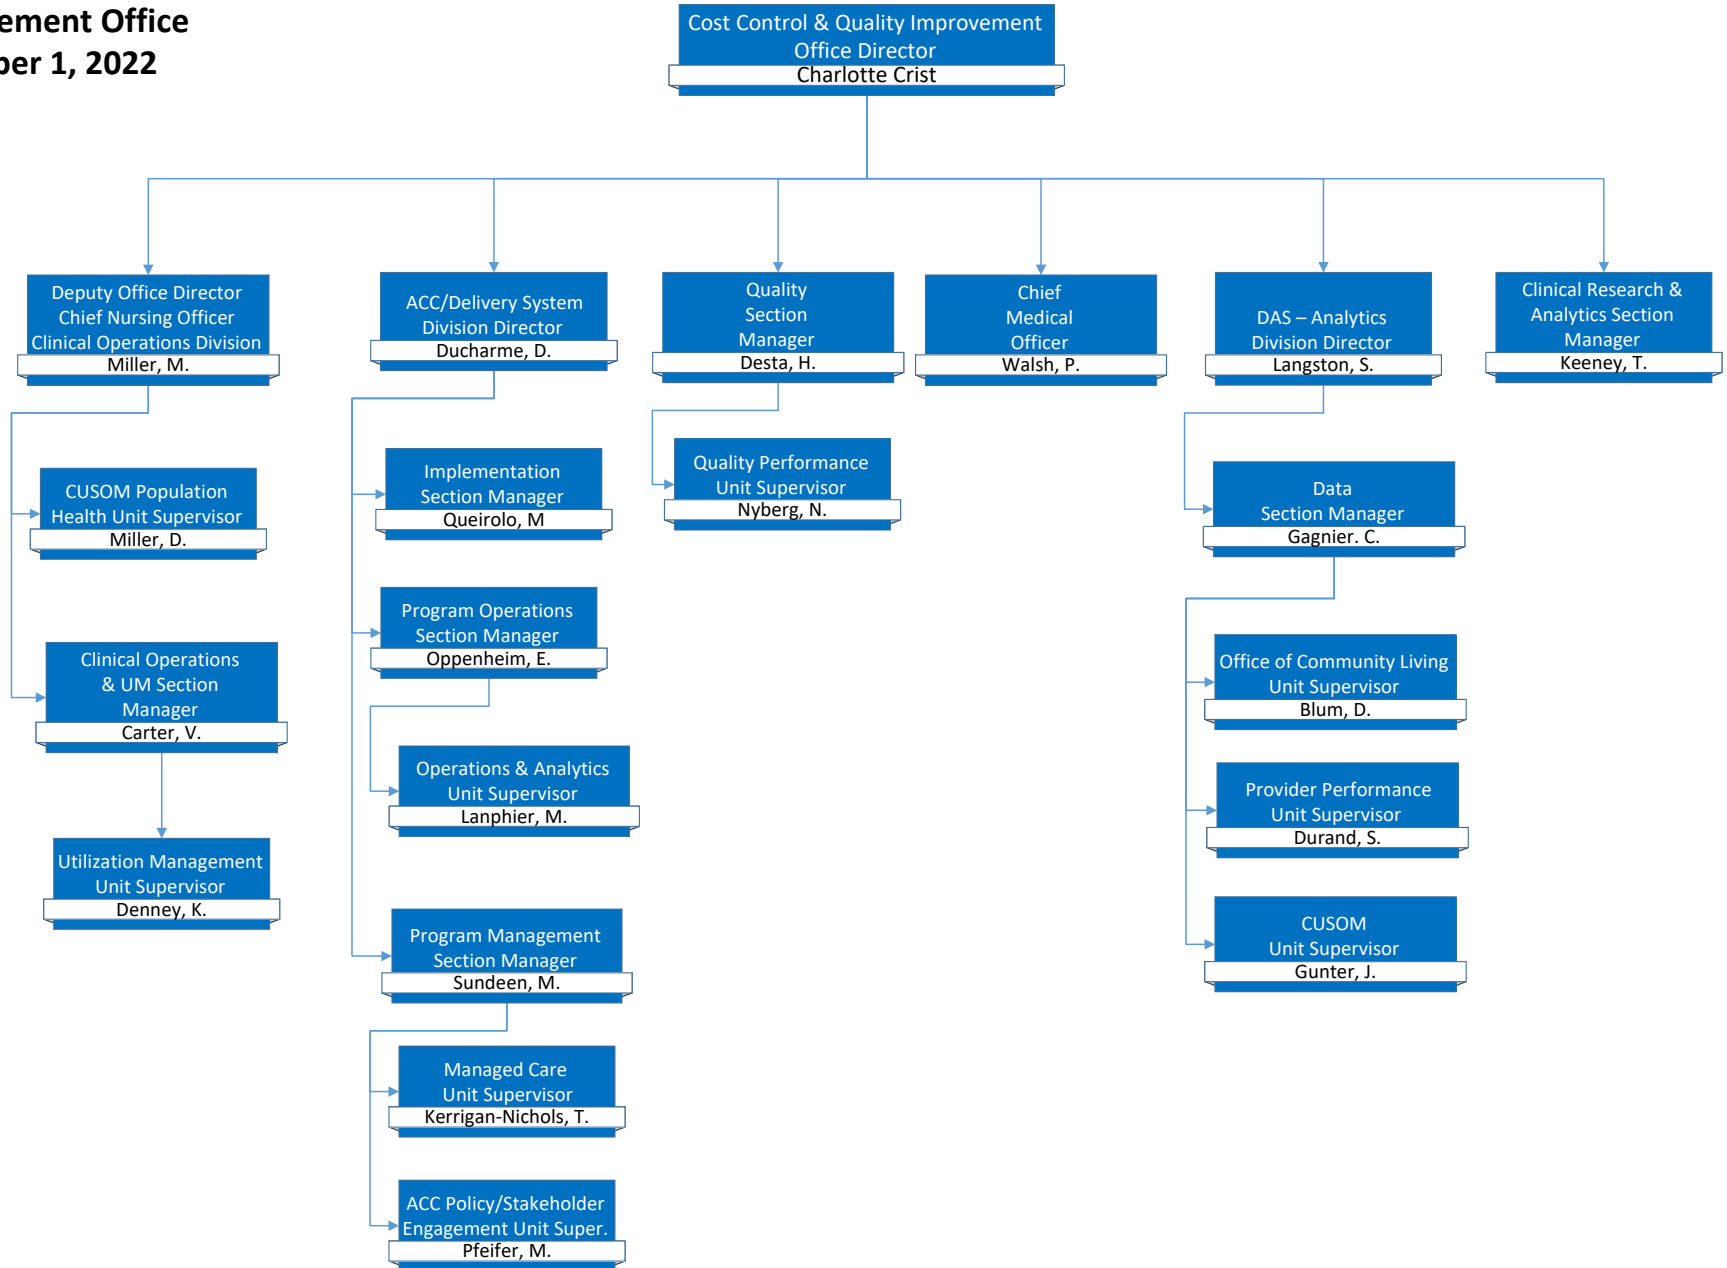 ement Office
ber 1, 2022
Cost Control & Quality Improvement
Office Director
Charlotte Crist
Deputy Office Director
Chief Nursing Officer
Clinical Operations Division
Miller, M.
ACC/Delivery System
Division Director
Ducharme, D.
Quality
Section
Manager
Desta, H.
Chief
Medical
Officer
Walsh, P.
DAS – Analytics
Division Director
Langston, S.
Clinical Research &
Analytics Section
Manager
Keeney, T.
CUSOM Population
Health Unit Supervisor
Miller, D.
Clinical Operations
& UM Section
Manager
Carter, V.
Utilization Management
Unit Supervisor
Denney, K.
Implementation
Section Manager
Queirolo, M
Program Operations
Section Manager
Oppenheim, E.
Operations & Analytics
Unit Supervisor
Lanphier, M.
Program Management
Section Manager
Sundeen, M.
Managed Care
Unit Supervisor
Kerrigan-Nichols, T.
ACC Policy/Stakeholder
Engagement Unit Super.
Pfeifer, M.
Quality Performance
Unit Supervisor
Nyberg, N.
Data
Section Manager
Gagnier. C.
Office of Community Living
Unit Supervisor
Blum, D.
Provider Performance
Unit Supervisor
Durand, S.
CUSOM
Unit Supervisor
Gunter, J.